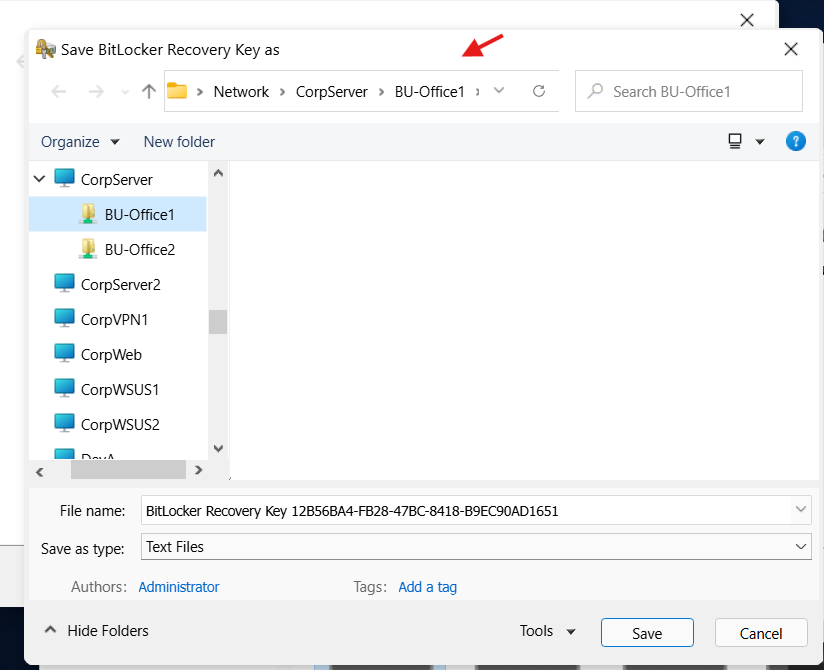 Save BitLocker Recovery Key as
Network > CorpServer > BU-Office1 >
Search BU-Office1
Organize
New folder
?
CorpServer
BU-Office1
BU-Office2
CorpServer2
CorpVPN1
CorpWeb
CorpWSUS1
CorpWSUS2
DevA
File name: BitLocker Recovery Key 12B56BA4-FB28-47BC-8418-B9EC90AD1651
Save as type: Text Files
Authors: Administrator
Tags: Add a tag
Hide Folders
Tools
Save
Cancel